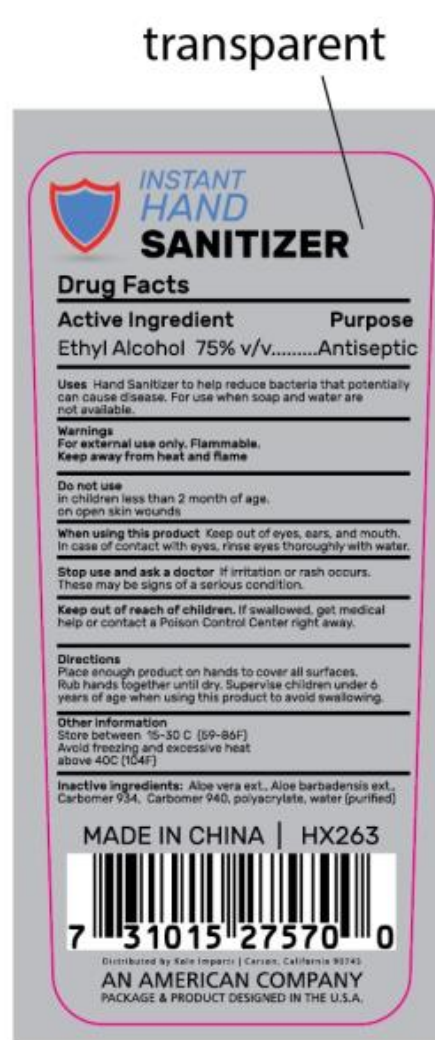 transparent
INSTANT
HAND
SANITIZER
Drug Facts
Active Ingredient Purpose
Ethyl Alcohol 75% v/v.........Antiseptic
Uses Hand Sanitizer to help reduce bacteria that potentially
can cause disease. For use when soap and water are
not available.
Warnings
For external use only. Flammable.
Keep away from heat and flame
Do not use
in children less than 2 month of age.
on open skin wounds
When using this product Keep out of eyes, ears, and mouth.
In case of contact with eyes, rinse eyes thoroughly with water.
Stop use and ask a doctor If irritation or rash occurs.
These may be signs of a serious condition.
Keep out of reach of children. If swallowed, get medical
help or contact a Poison Control Center right away.
Directions
Place enough product on hands to cover all surfaces.
Rub hands together until dry. Supervise children under 6
years of age when using this product to avoid swallowing.
Other information
Store between 15-30 C (59-86F)
Avoid freezing and excessive heat
above 40C (104F)
Inactive ingredients: Aloe vera ext., Aloe barbadensis ext.,
Carbomer 934, Carbomer 940, polyacrylate, water (purified)
MADE IN CHINA | HX263
7 31015 27570 0
Distributed by Kole Imports | Carson, California 90745
AN AMERICAN COMPANY
PACKAGE & PRODUCT DESIGNED IN THE U.S.A.